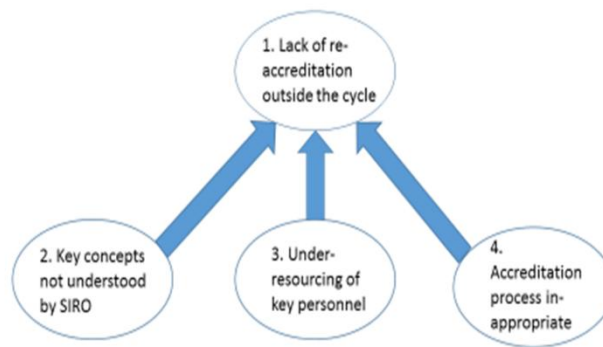 1. Lack of re-
accreditation
outside the cycle
2. Key concepts
not understood
by SIRO
3. Under-
resourcing of
key personnel
4.
Accreditation
process in-
appropriate